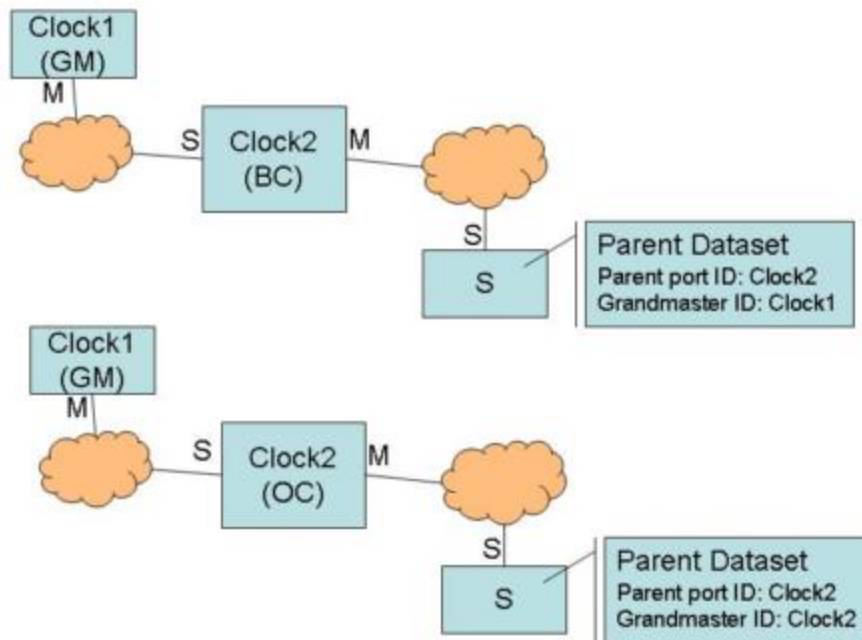 Clock1
(GM)
M
S
Clock2
(BC)
M
S
S
Parent Dataset
Parent port ID: Clock2
Grandmaster ID: Clock1
Clock1
(GM)
M
S
Clock2
(OC)
M
S
S
Parent Dataset
Parent port ID: Clock2
Grandmaster ID: Clock2